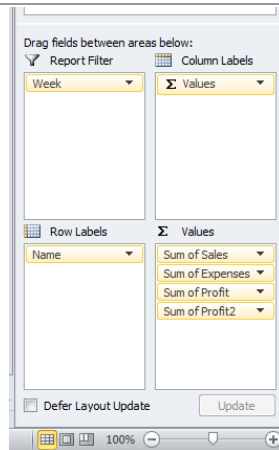 Drag fields between areas below:
Report Filter
Column Labels
Week
Σ Values
Row Labels
Σ Values
Name
Sum of Sales
Sum of Expenses
Sum of Profit
Sum of Profit2
Defer Layout Update
Update
100%